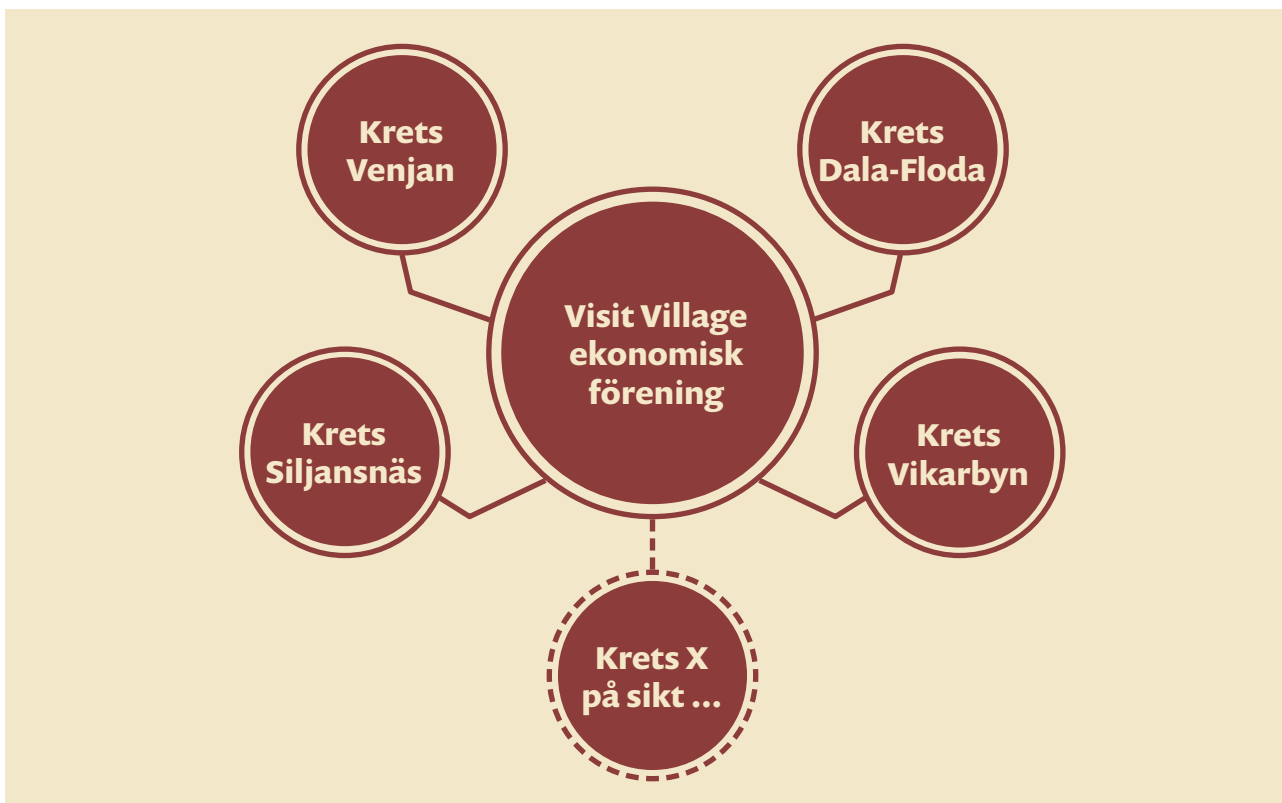 Krets
Venjan
Krets
Dala-Floda
Visit Village
ekonomisk
förening
Krets
Siljansnäs
Krets
Vikarbyn
Krets X
på sikt ...